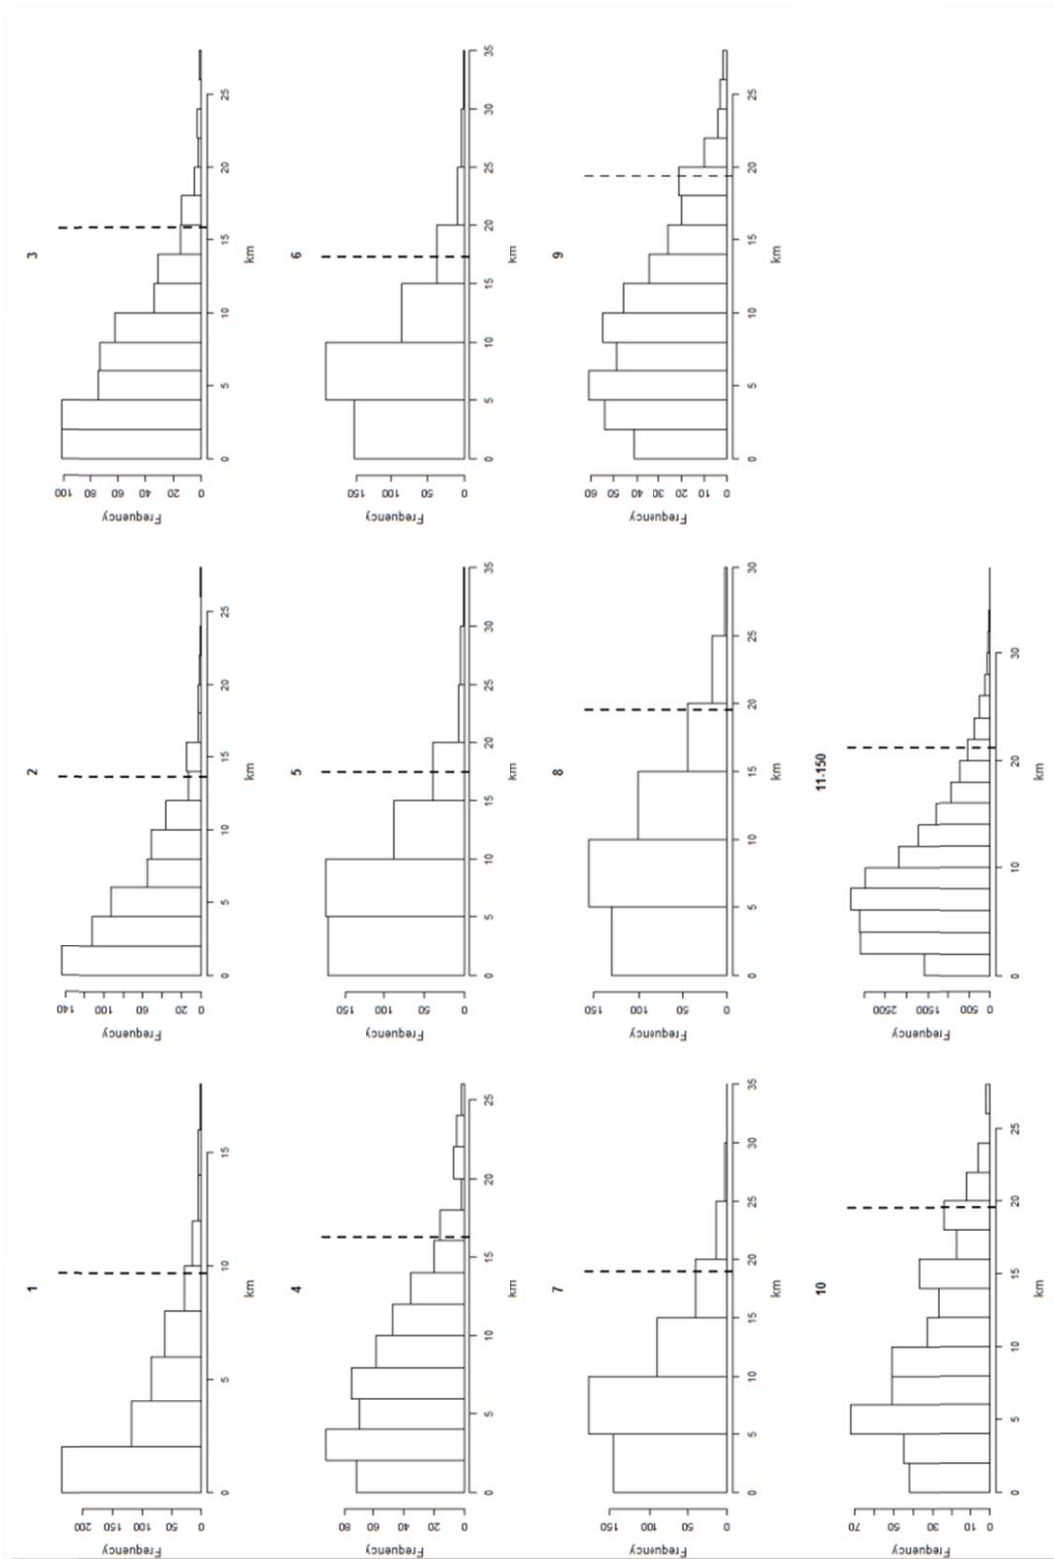 1
Frequency
0 50 100 150 200
0 5 10 15
km
2
Frequency
0 20 60 100 140
0 5 10 15 20 25
km
3
Frequency
0 20 40 60 80 100
0 5 10 15 20 25
km
4
Frequency
0 20 40 60 80
0 5 10 15 20 25
km
5
Frequency
0 50 100 150
0 5 10 15 20 25 30 35
km
6
Frequency
0 50 100 150
0 5 10 15 20 25 30 35
km
7
Frequency
0 50 100 150
0 5 10 15 20 25 30 35
km
8
Frequency
0 50 100 150
0 5 10 15 20 25 30
km
9
Frequency
0 10 20 30 40 50 60
0 5 10 15 20 25
km
10
Frequency
0 10 30 50 70
0 5 10 15 20 25
km
11-150
Frequency
0 500 1500 2500
0 10 20 30
km